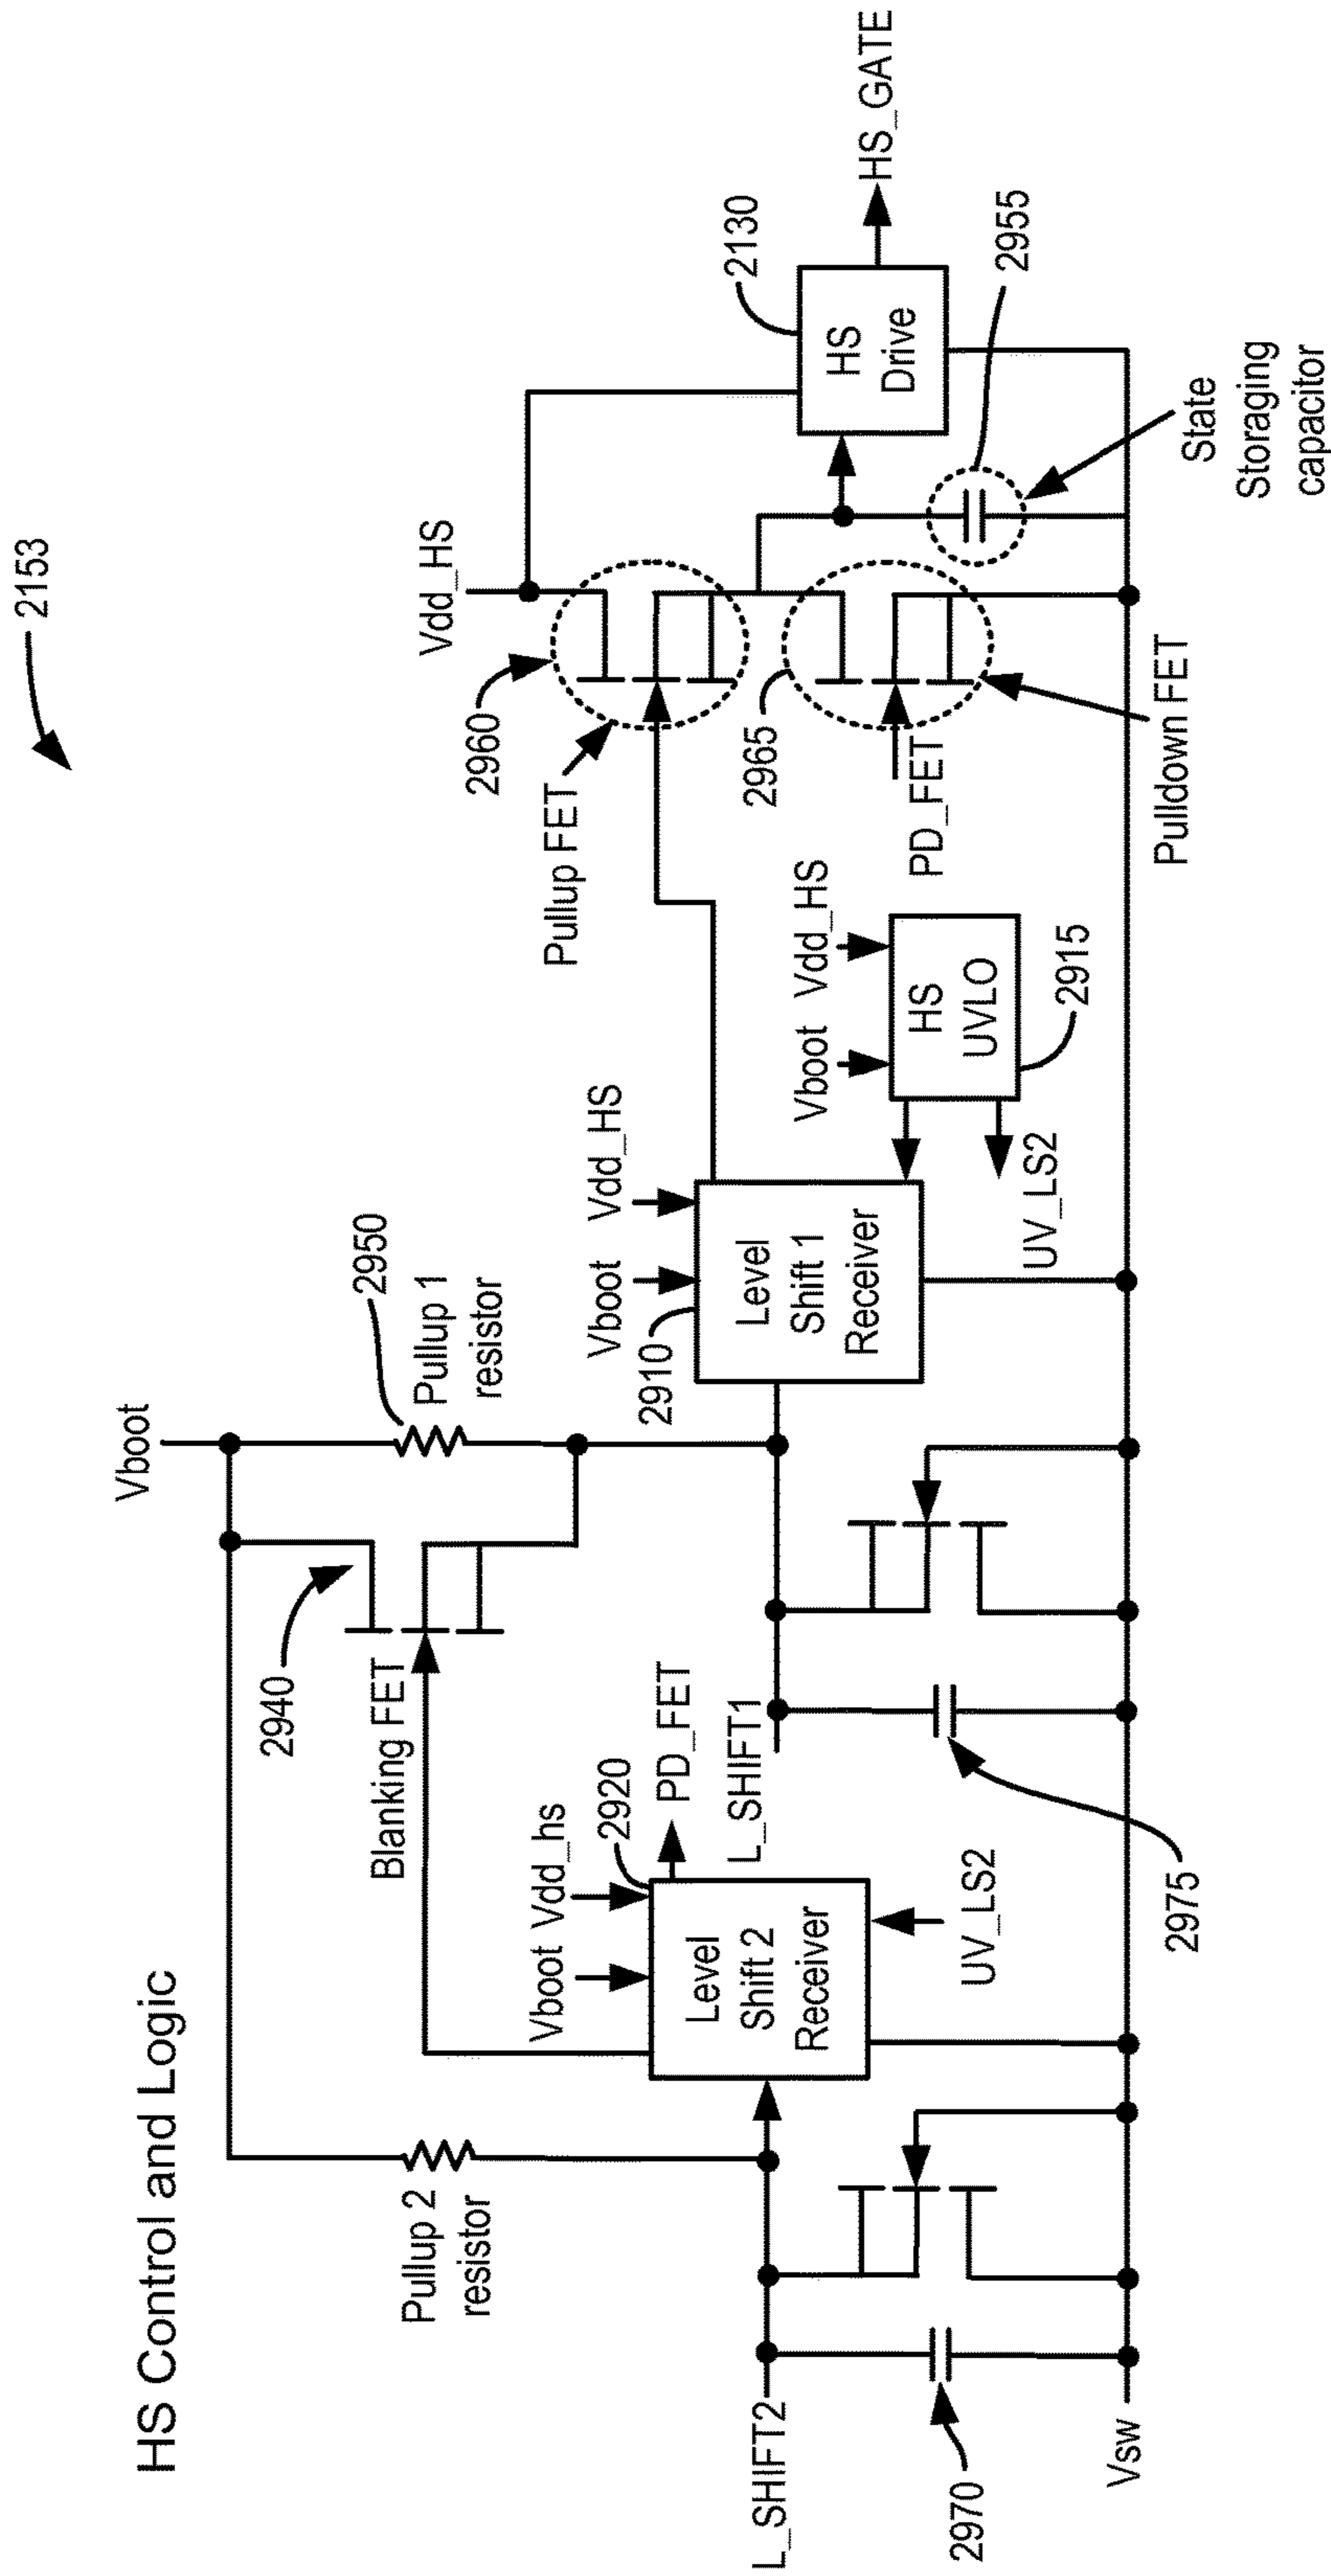 HS Control and Logic
2153
Vboot
2950
Pullup 1
resistor
2940
Blanking FET
Pullup 2
resistor
Vboot
Vdd_hs
2920
PD_FET
Level
Shift 2
Receiver
UV_LS2
L_SHIFT2
2970
Vsw
L_SHIFT1
2975
Vboot
Vdd_HS
2910
Level
Shift 1
Receiver
Vboot
Vdd_HS
HS
UVLO
2915
UV_LS2
Vdd_HS
2960
Pullup FET
2965
PD_FET
Pulldown FET
2130
HS
Drive
HS_GATE
2955
State
Storaging
capacitor